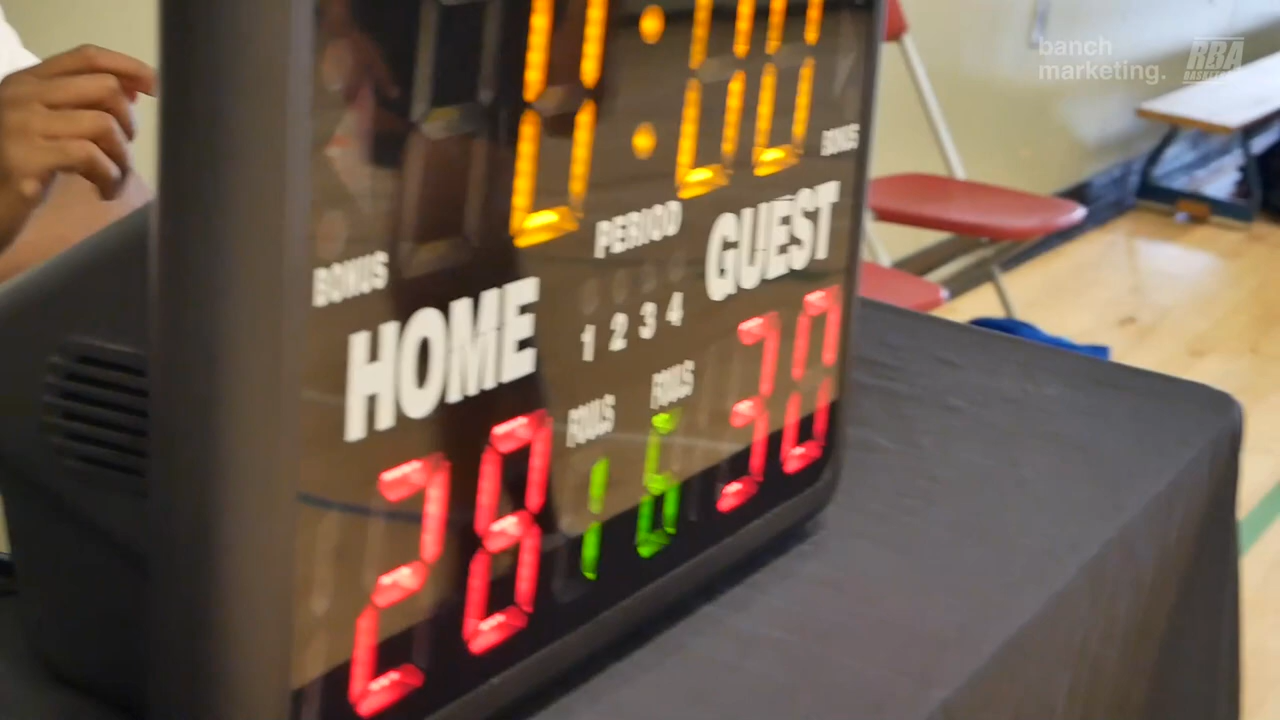 banch
marketing.
RBA
BASKETBALL
0:00
BONUS
PERIOD
BONUS
HOME
GUEST
1 2 3 4
FOULS
FOULS
28
1
6
30